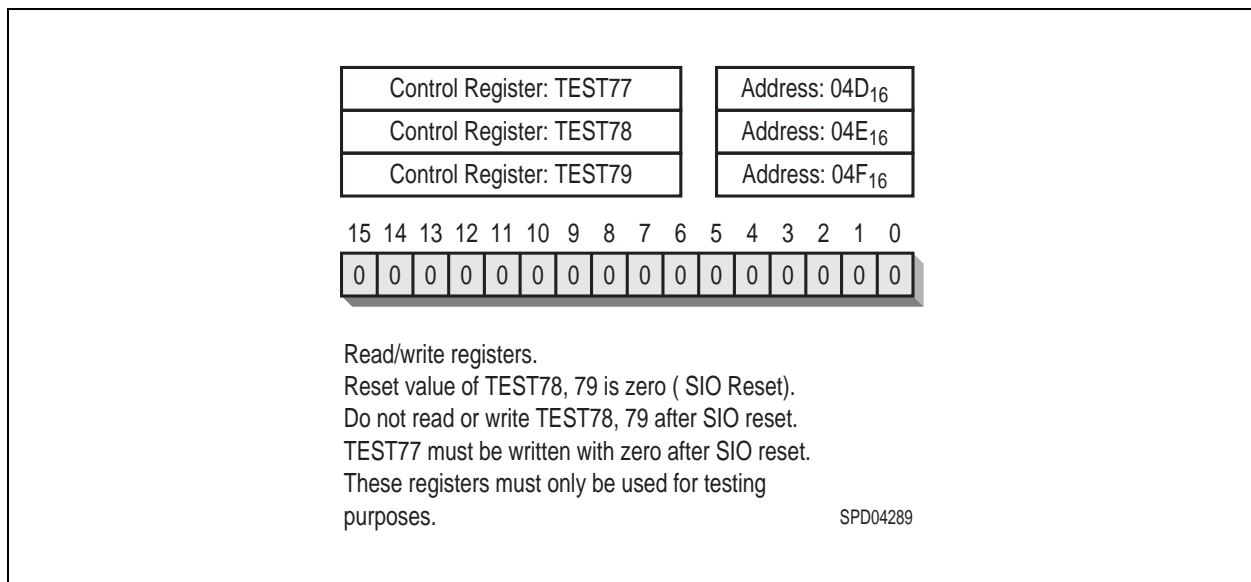 Control Register: TEST77 Address: 04D16
Control Register: TEST78 Address: 04E16
Control Register: TEST79 Address: 04F16
15 14 13 12 11 10 9 8 7 6 5 4 3 2 1 0
0 0 0 0 0 0 0 0 0 0 0 0 0 0 0 0
Read/write registers.
Reset value of TEST78, 79 is zero ( SIO Reset).
Do not read or write TEST78, 79 after SIO reset.
TEST77 must be written with zero after SIO reset.
These registers must only be used for testing
purposes. SPD04289